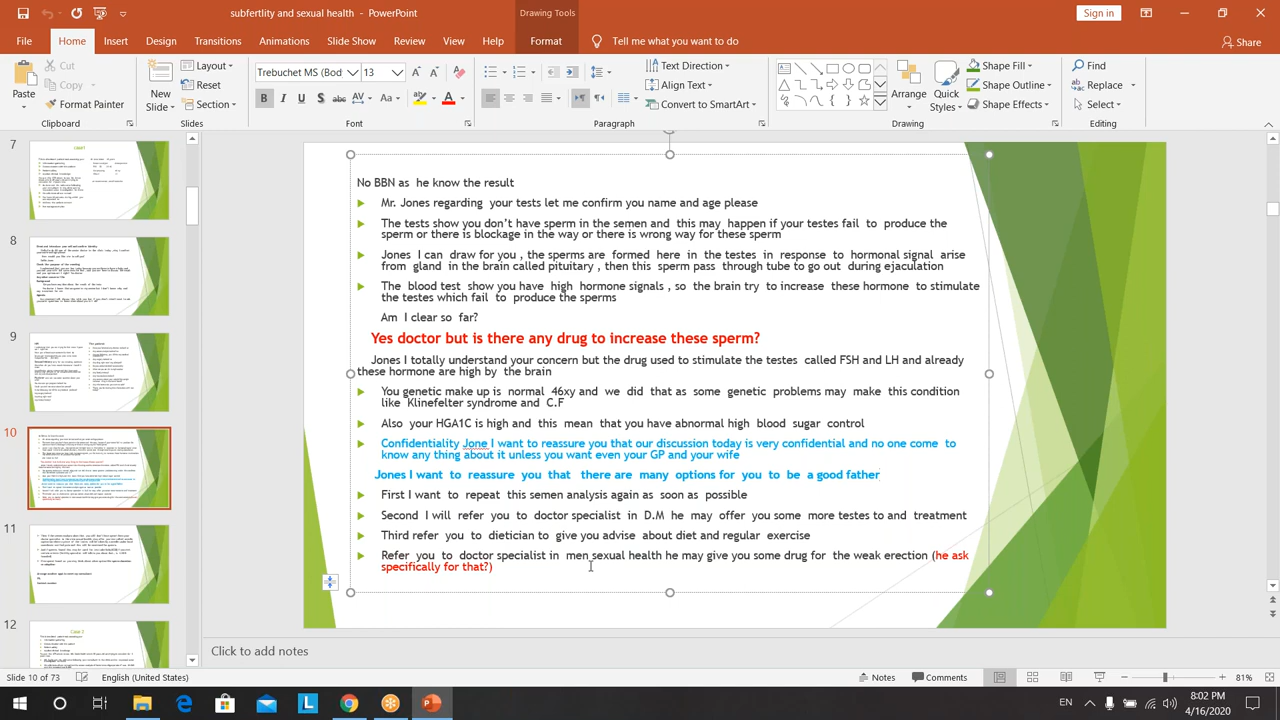 subfertility and sexual health - PowerPoint
Drawing Tools
Sign in
File Home Insert Design Transitions Animations Slide Show Review View Help Format Tell me what you want to do
Share
Paste
Cut
Copy
Format Painter
Clipboard
New Slide
Layout
Reset
Section
Slides
Trebuchet MS (Bod 13
Font
Text Direction
Align Text
Convert to SmartArt
Paragraph
Arrange
Quick Styles
Shape Fill
Shape Outline
Shape Effects
Drawing
Find
Replace
Select
Editing
7
9
10
11
12
No BBN as he know the result
Mr. Jones regarding your tests let me confirm you name and age please
The tests show you don't have sperm in the semen and this may happen if your testes fail to produce the
sperm or there is blockage in the way or there is wrong way for these sperm
Jones I can draw for you , the sperms are formed here in the testes in response to hormonal signal arise
from gland in the brain called pituitary , then this sperm pass through tube to go out during ejaculation
The blood test show you have high hormone signals , so the brain try to increase these hormone to stimulate
the testes which fail to produce the sperms
Am I clear so far?
Yes doctor but is there any drug to increase these sperm?
Jones I totally understand you concern but the drug used to stimulate the testes called FSH and LH and already
these hormone are high by the brain
You genetic make up is normal 46xy and we did that as some genetic problems may make this condition
like Klinefelter syndrome and C.F
Also your HGA1C is high and this mean that you have abnormal high blood sugar control
Confidentiality Jone I want to reassure you that our discussion today is very confidential and no one come to
know any thing about it unless you want even your GP and your wife
First I want to repeat this semen analysis again as soon as possible
Second I will refer you to doctor specialist in D.M he may offer you some more testes to and treatment
Third refer you to dietitian to give you advise about diet and regular exercise
Refer you to doctor specialist in men sexual health he may give you some drug for the weak erection (he ask
specifically for that?)
Click to add notes
Slide 10 of 73 English (United States) Notes Comments 81%
EN 8:02 PM
4/16/2020